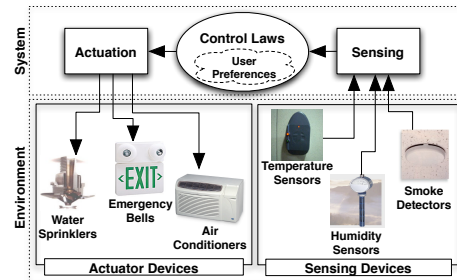 System
Actuation
Control Laws
User
Preferences
Sensing
Environment
EXIT
Water
Sprinklers
Emergency
Bells
Air
Conditioners
Actuator Devices
Temperature
Sensors
Humidity
Sensors
Smoke
Detectors
Sensing Devices